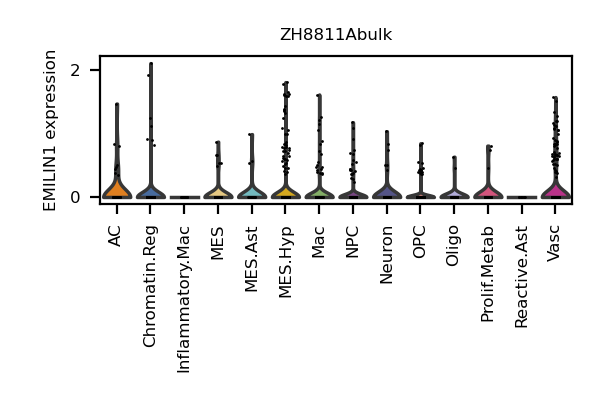 ZH8811Abulk
EMILIN1 expression
2
0
AC
Chromatin.Reg
Inflammatory.Mac
MES
MES.Ast
MES.Hyp
Mac
NPC
Neuron
OPC
Oligo
Prolif.Metab
Reactive.Ast
Vasc